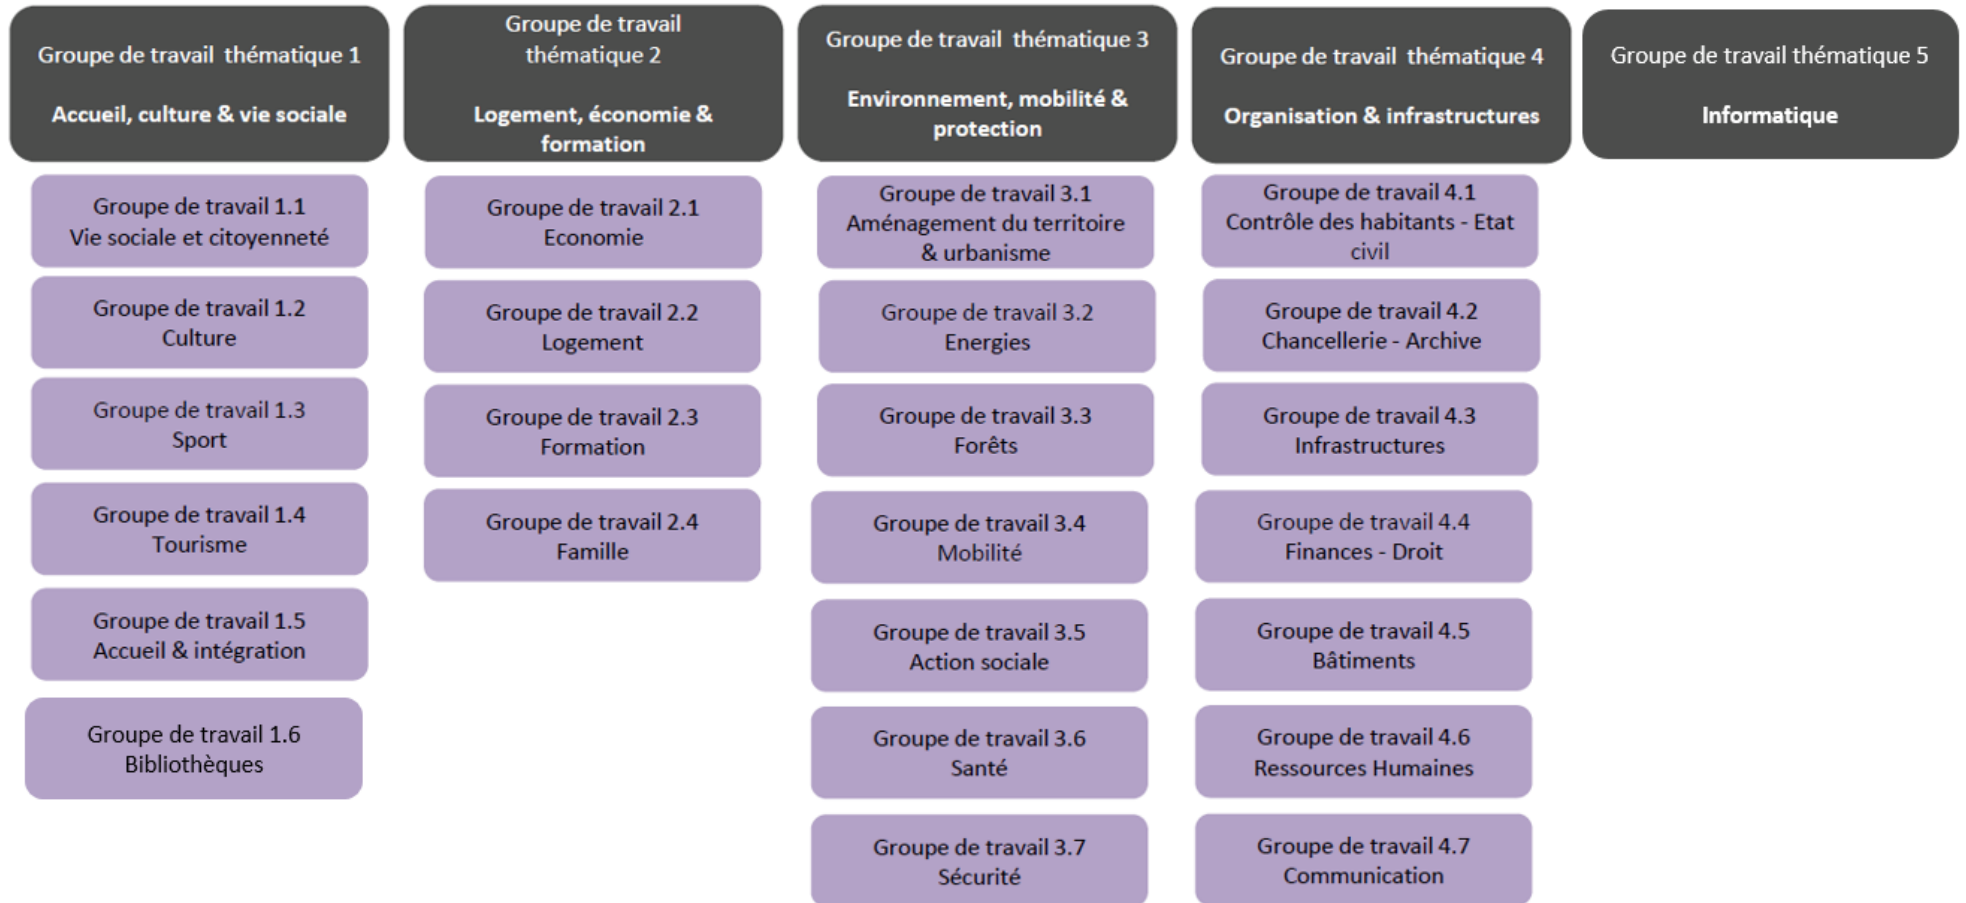 Groupe de travail thématique 1
Accueil, culture & vie sociale
Groupe de travail 1.1
Vie sociale et citoyenneté
Groupe de travail 1.2
Culture
Groupe de travail 1.3
Sport
Groupe de travail 1.4
Tourisme
Groupe de travail 1.5
Accueil & intégration
Groupe de travail 1.6
Bibliothèques
Groupe de travail
thématique 2
Logement, économie &
formation
Groupe de travail 2.1
Economie
Groupe de travail 2.2
Logement
Groupe de travail 2.3
Formation
Groupe de travail 2.4
Famille
Groupe de travail thématique 3
Environnement, mobilité &
protection
Groupe de travail 3.1
Aménagement du territoire
& urbanisme
Groupe de travail 3.2
Energies
Groupe de travail 3.3
Forêts
Groupe de travail 3.4
Mobilité
Groupe de travail 3.5
Action sociale
Groupe de travail 3.6
Santé
Groupe de travail 3.7
Sécurité
Groupe de travail thématique 4
Organisation & infrastructures
Groupe de travail 4.1
Contrôle des habitants - Etat
civil
Groupe de travail 4.2
Chancellerie - Archive
Groupe de travail 4.3
Infrastructures
Groupe de travail 4.4
Finances - Droit
Groupe de travail 4.5
Bâtiments
Groupe de travail 4.6
Ressources Humaines
Groupe de travail 4.7
Communication
Groupe de travail thématique 5
Informatique